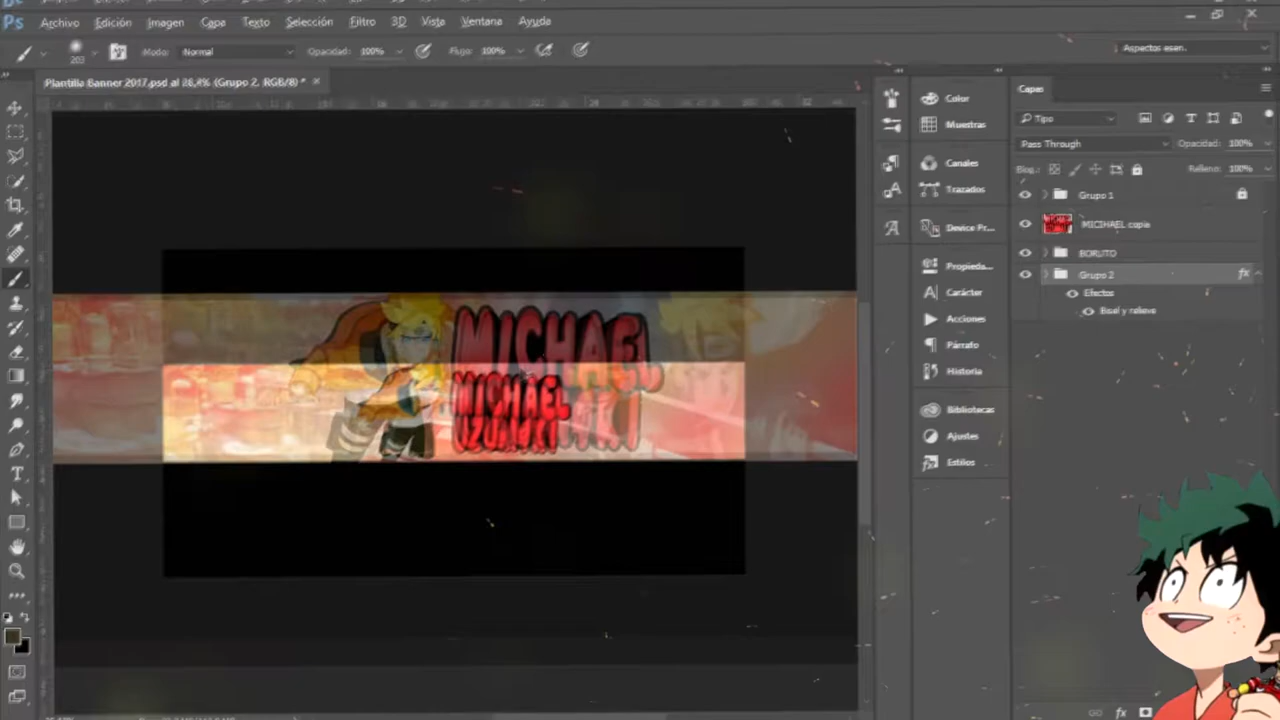 Ps Archivo Edición Imagen Capa Texto Selección Filtro 3D Vista Ventana Ayuda
Modo: Normal Opacidad: 100% Flujo: 100% Aspectos esen.
Plantilla Banner 2017.psd al 26,4% (Grupo 2, RGB/8) *
Capas
Color
Muestras
Canales
Trazados
Device Pr...
Propieda...
Carácter
Acciones
Párrafo
Historia
Bibliotecas
Ajustes
Estilos
Tipo
Pass Through Opacidad: 100%
Bloq.: Relleno: 100%
Grupo 1
MICHAEL copia
BORUTO
Grupo 2 fx
Efectos
Bisel y relieve
MICHAEL
MICHAEL
UZUMAKI